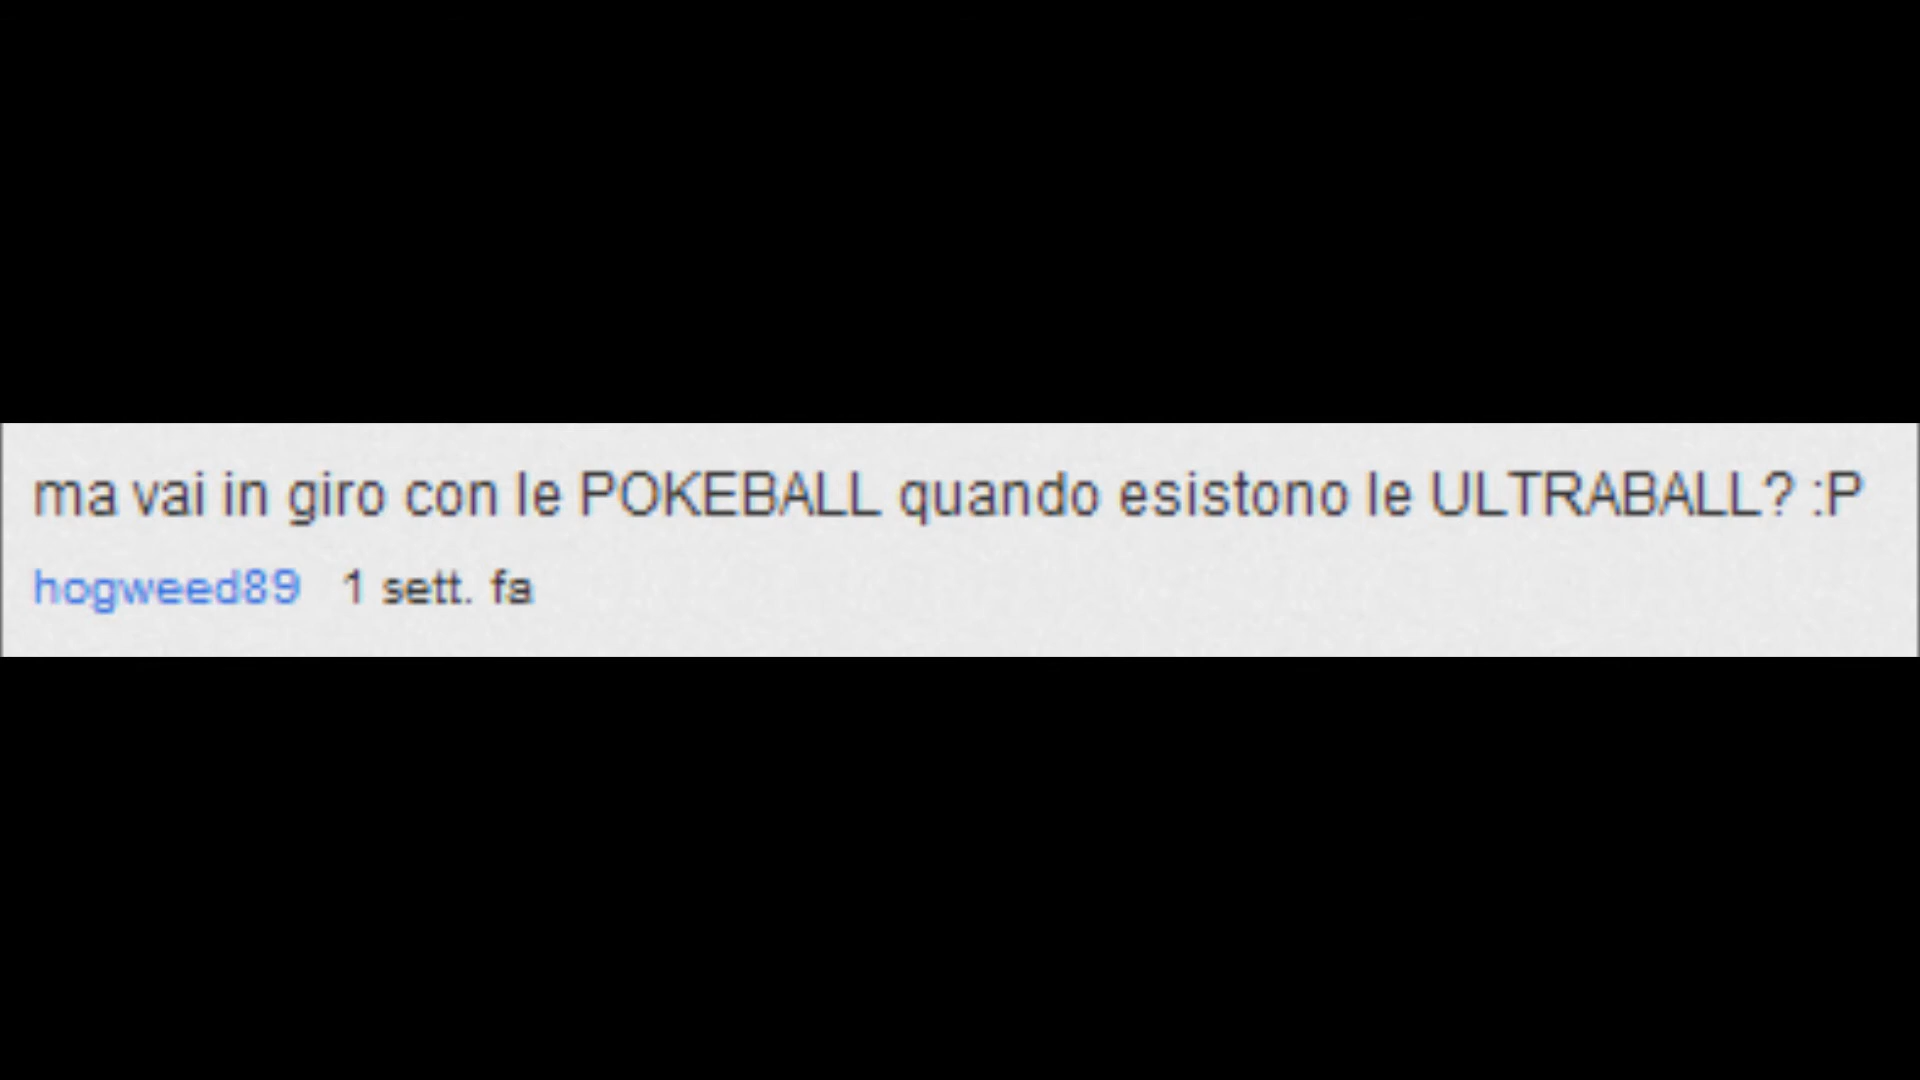 ma vai in giro con le POKEBALL quando esistono le ULTRABALL? :P
hogweed89 1 sett. fa